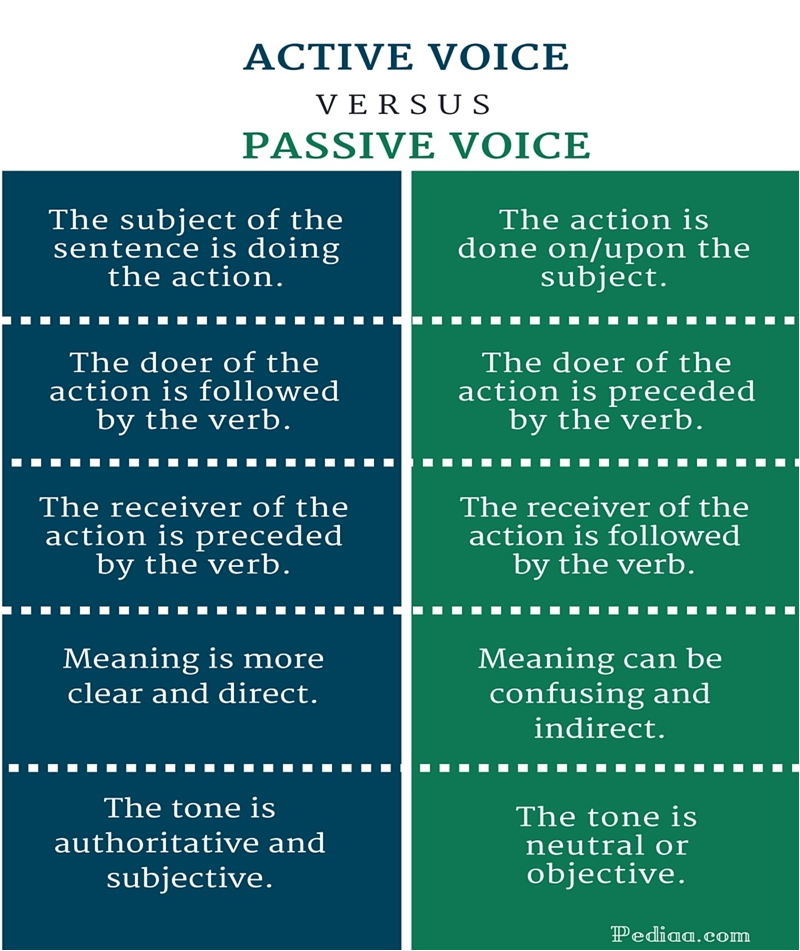 ACTIVE VOICE
VERSUS
PASSIVE VOICE
The subject of the
sentence is doing
the action.
The action is
done on/upon the
subject.
The doer of the
action is followed
by the verb.
The doer of the
action is preceded
by the verb.
The receiver of the
action is preceded
by the verb.
The receiver of the
action is followed
by the verb.
Meaning is more
clear and direct.
Meaning can be
confusing and
indirect.
The tone is
authoritative and
subjective.
The tone is
neutral or
objective.
Pediaa.com